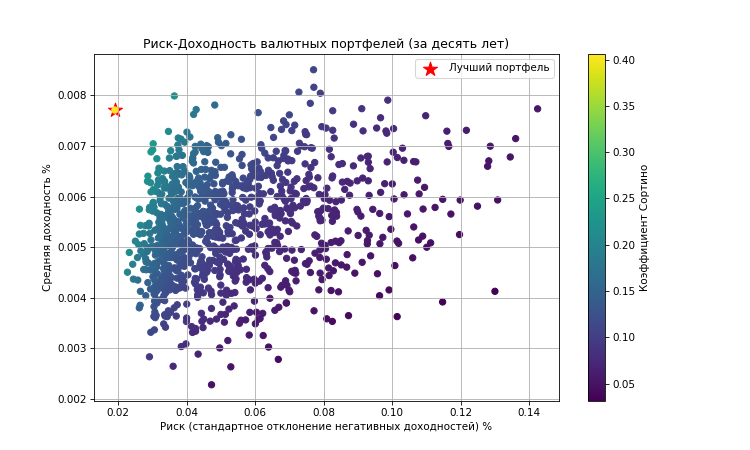 Риск-Доходность валютных портфелей (за десять лет)
Лучший портфель
0.008
0.007
0.006
0.005
0.004
0.003
0.002
Средняя доходность %
0.02 0.04 0.06 0.08 0.10 0.12 0.14
Риск (стандартное отклонение негативных доходностей) %
0.40
0.35
0.30
0.25
0.20
0.15
0.10
0.05
Коэффициент Сортино